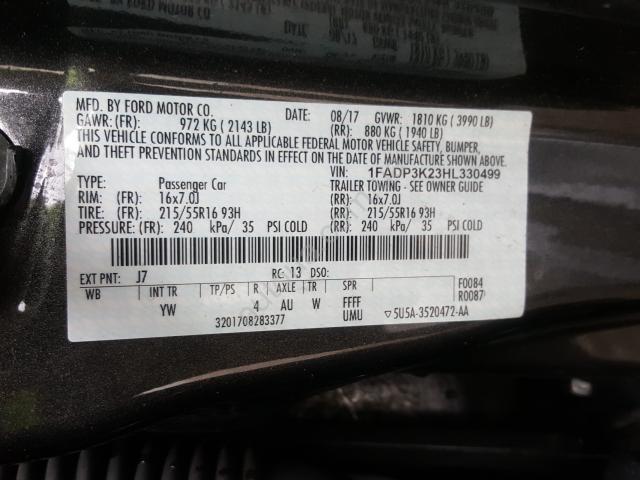 BY FORD MOTOR CO.
MFD. BY FORD MOTOR CO. DATE: 08/17 GVWR: 1810 KG ( 3990 LB)
GAWR: (FR): 972 KG ( 2143 LB) (RR): 880 KG ( 1940 LB)
THIS VEHICLE CONFORMS TO ALL APPLICABLE FEDERAL MOTOR VEHICLE SAFETY, BUMPER,
AND THEFT PREVENTION STANDARDS IN EFFECT ON THE DATE OF MANUFACTURE SHOWN ABOVE.
VIN: 1FADP3K23HL330499
TYPE: Passenger Car TRAILER TOWING - SEE OWNER GUIDE
RIM: (FR): 16x7.0J (RR): 16x7.0J
TIRE: (FR): 215/55R16 93H (RR): 215/55R16 93H
PRESSURE: (FR): 240 kPa/ 35 PSI COLD (RR): 240 kPa/ 35 PSI COLD
EXT PNT: J7 RC: 13 DSO:
WB INT TR TP/PS R AXLE TR SPR F0084
YW 4 AU W FFFF R0087
3201708283377 UMU ▽5U5A-3520472-AA